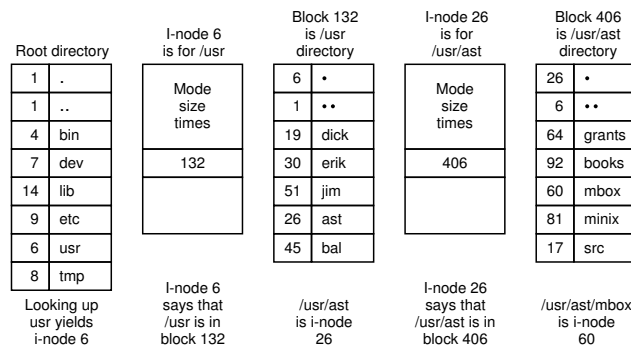 Root directory
1 .
1 ..
4 bin
7 dev
14 lib
9 etc
6 usr
8 tmp
Looking up
usr yields
i-node 6
I-node 6
is for /usr
Mode
size
times
132
I-node 6
says that
/usr is in
block 132
Block 132
is /usr
directory
6 •
1 ••
19 dick
30 erik
51 jim
26 ast
45 bal
/usr/ast
is i-node
26
I-node 26
is for
/usr/ast
Mode
size
times
406
I-node 26
says that
/usr/ast is in
block 406
Block 406
is /usr/ast
directory
26 •
6 ••
64 grants
92 books
60 mbox
81 minix
17 src
/usr/ast/mbox
is i-node
60